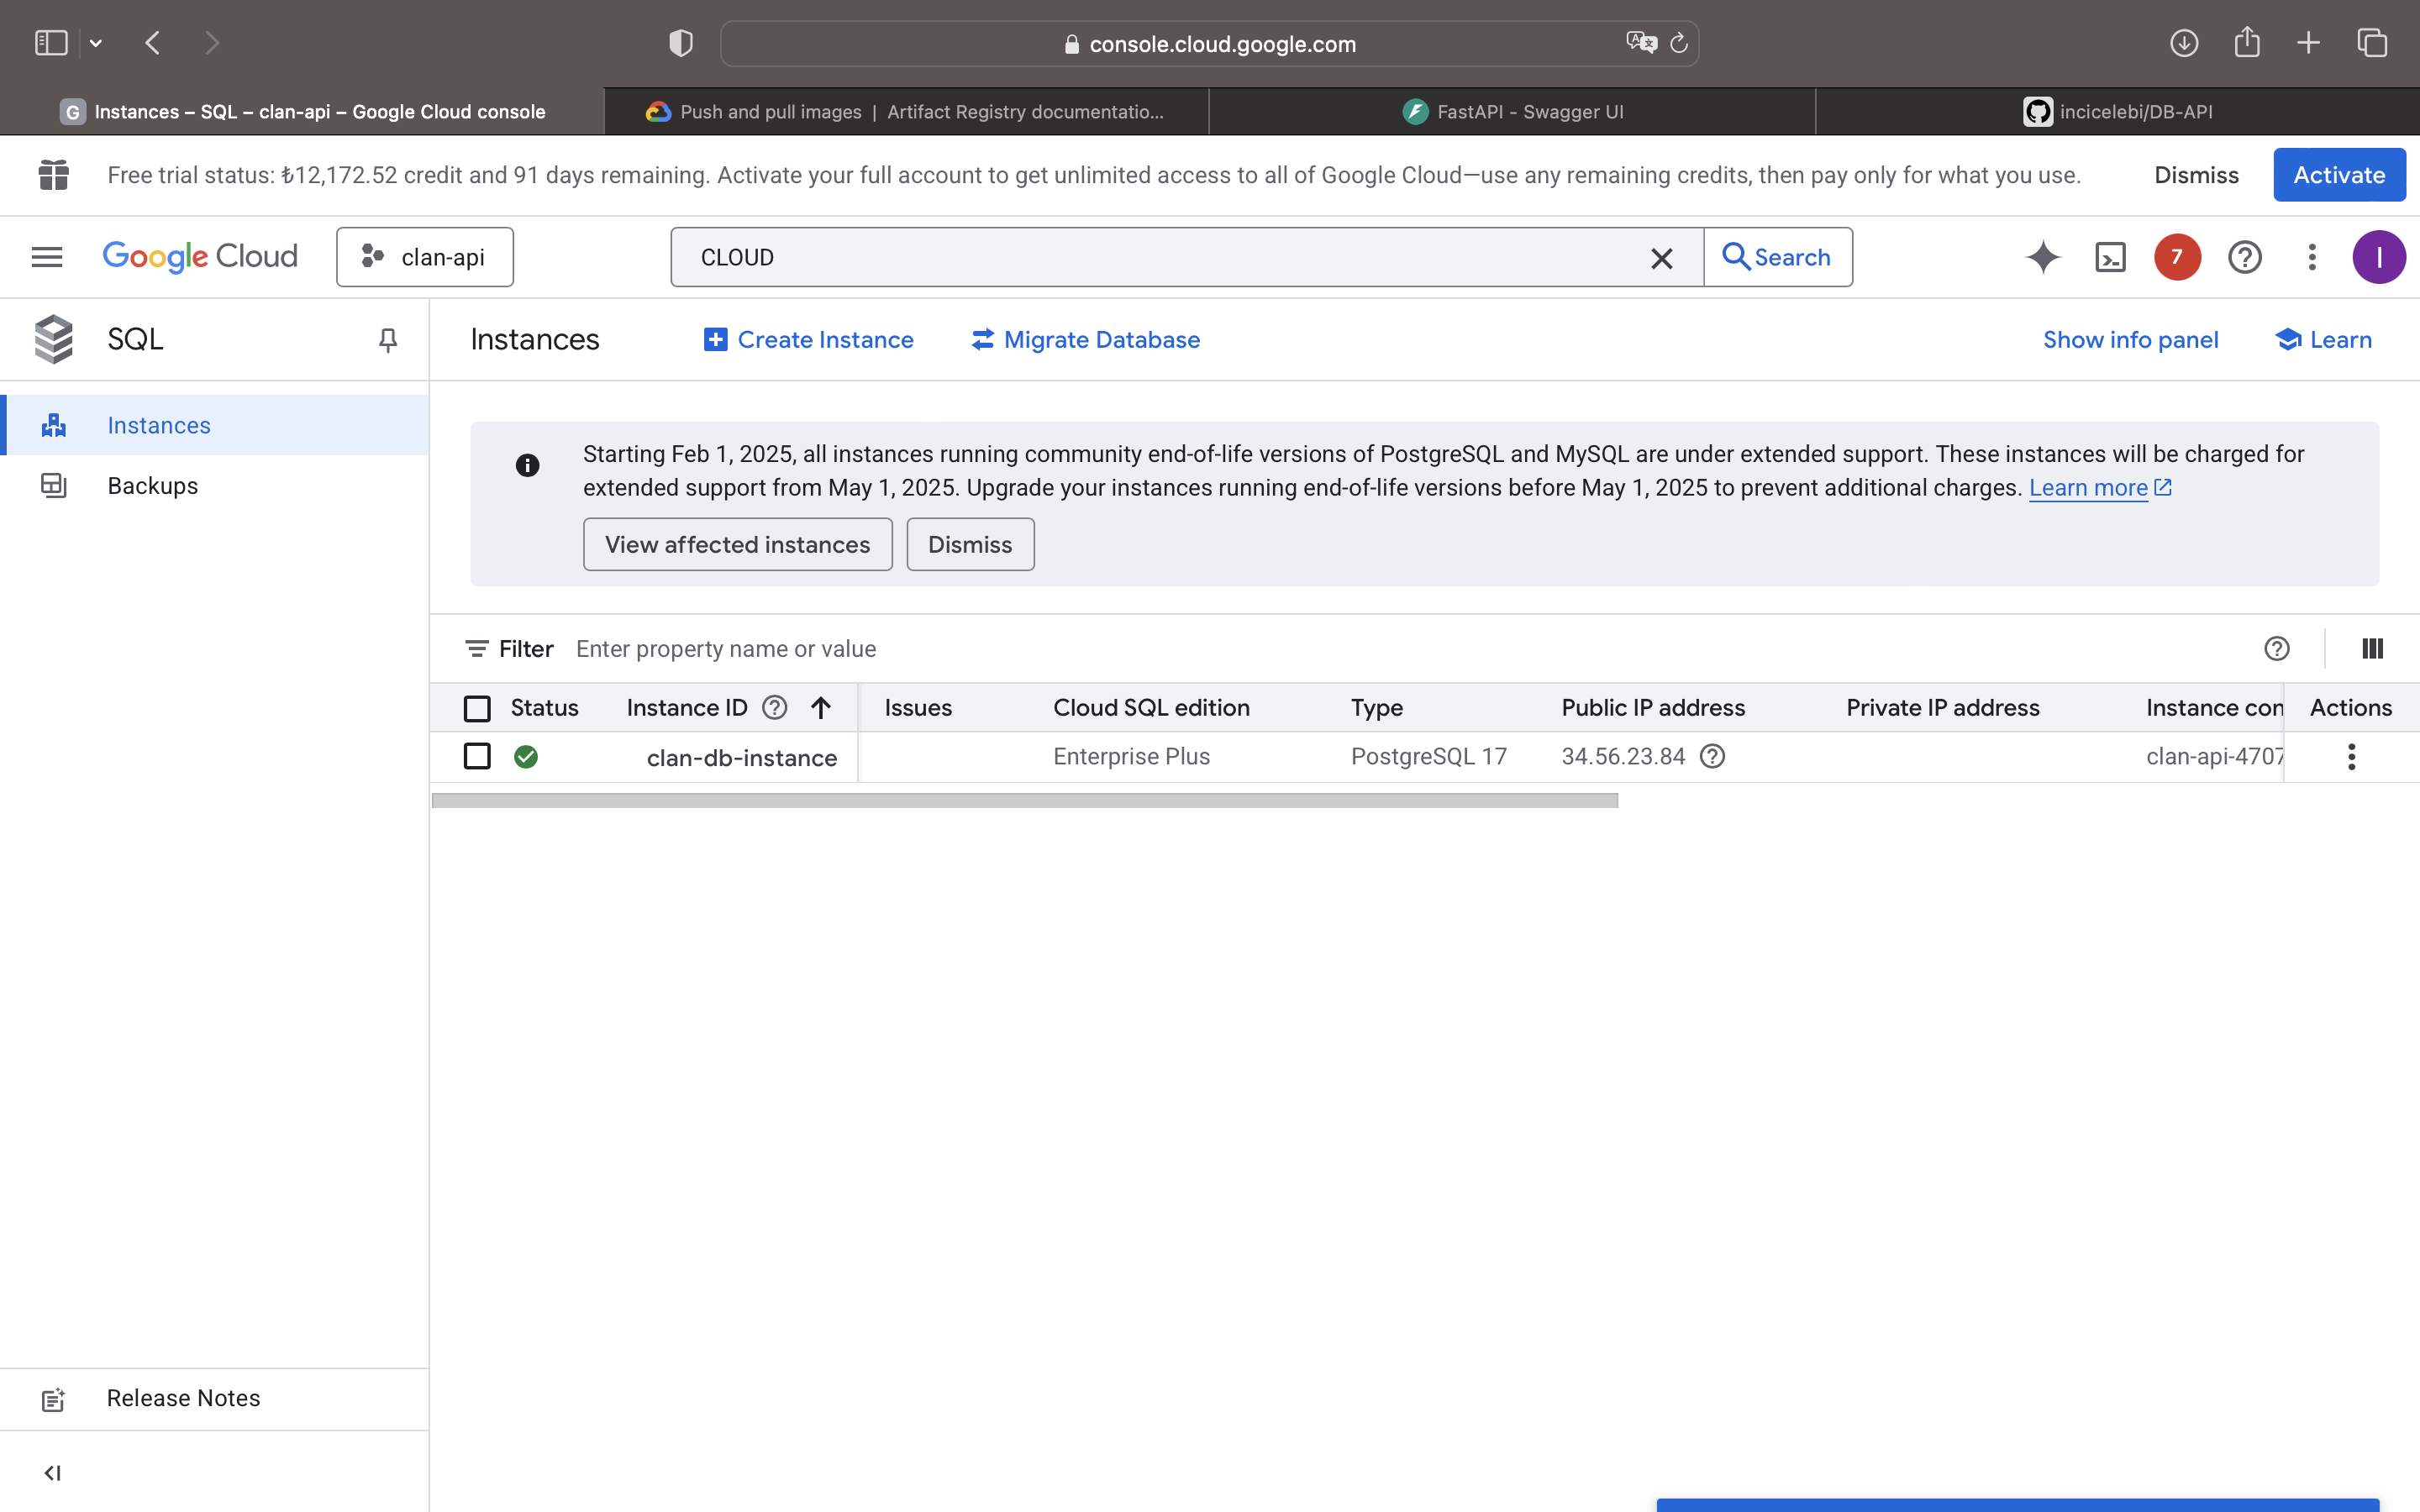 console.cloud.google.com
G Instances – SQL – clan-api – Google Cloud console
Push and pull images | Artifact Registry documentatio...
FastAPI - Swagger UI
incicelebi/DB-API
Free trial status: ₺12,172.52 credit and 91 days remaining. Activate your full account to get unlimited access to all of Google Cloud—use any remaining credits, then pay only for what you use.
Dismiss
Activate
Google Cloud
clan-api
CLOUD
Search
7
I
SQL
Instances
Create Instance
Migrate Database
Show info panel
Learn
Instances
Backups
Starting Feb 1, 2025, all instances running community end-of-life versions of PostgreSQL and MySQL are under extended support. These instances will be charged for
extended support from May 1, 2025. Upgrade your instances running end-of-life versions before May 1, 2025 to prevent additional charges. Learn more
View affected instances
Dismiss
Filter Enter property name or value
Status Instance ID Issues Cloud SQL edition Type Public IP address Private IP address Instance con Actions
clan-db-instance Enterprise Plus PostgreSQL 17 34.56.23.84 clan-api-4707
Release Notes